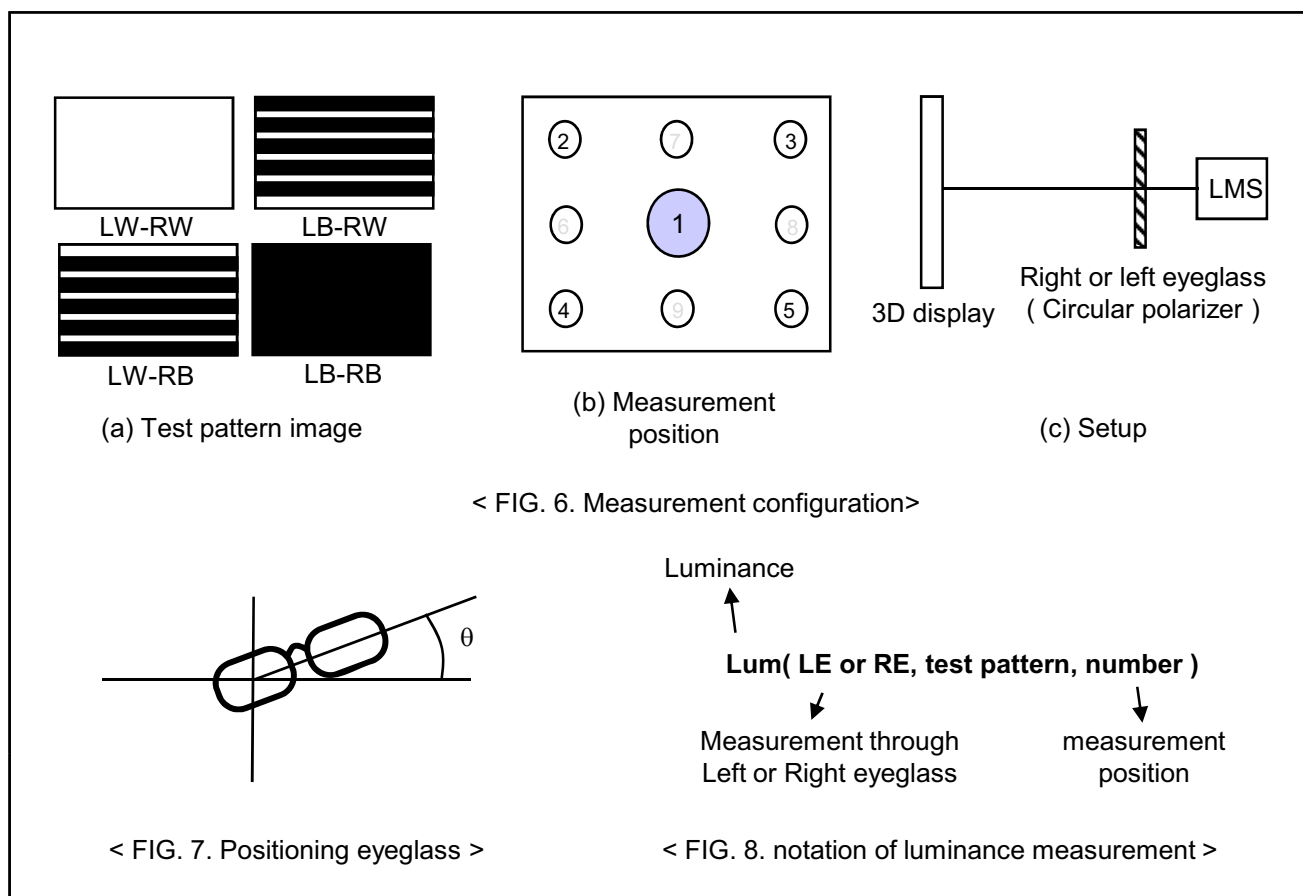 LW-RW
LB-RW
LW-RB
LB-RB
(a) Test pattern image
2
7
3
6
1
8
4
9
5
(b) Measurement
position
LMS
3D display
Right or left eyeglass
( Circular polarizer )
(c) Setup
< FIG. 6. Measurement configuration>
θ
< FIG. 7. Positioning eyeglass >
Luminance
Lum( LE or RE, test pattern, number )
Measurement through
Left or Right eyeglass
measurement
position
< FIG. 8. notation of luminance measurement >